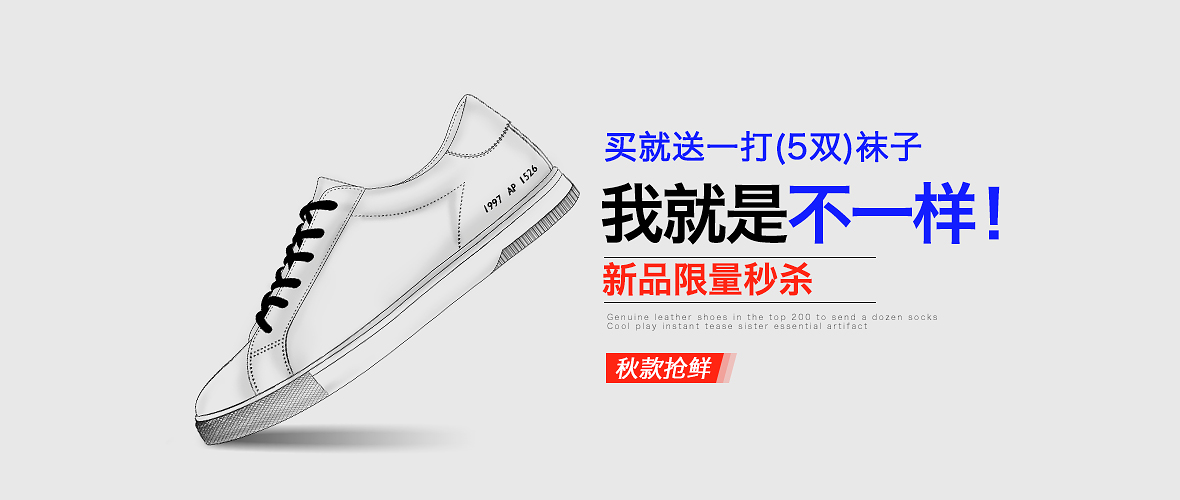 买就送一打(5双)袜子
我就是不一样!
新品限量秒杀
Genuine leather shoes in the top 200 to send a dozen socks
Cool play instant tease sister essential artifact
秋款抢鲜
1997 AP 1526